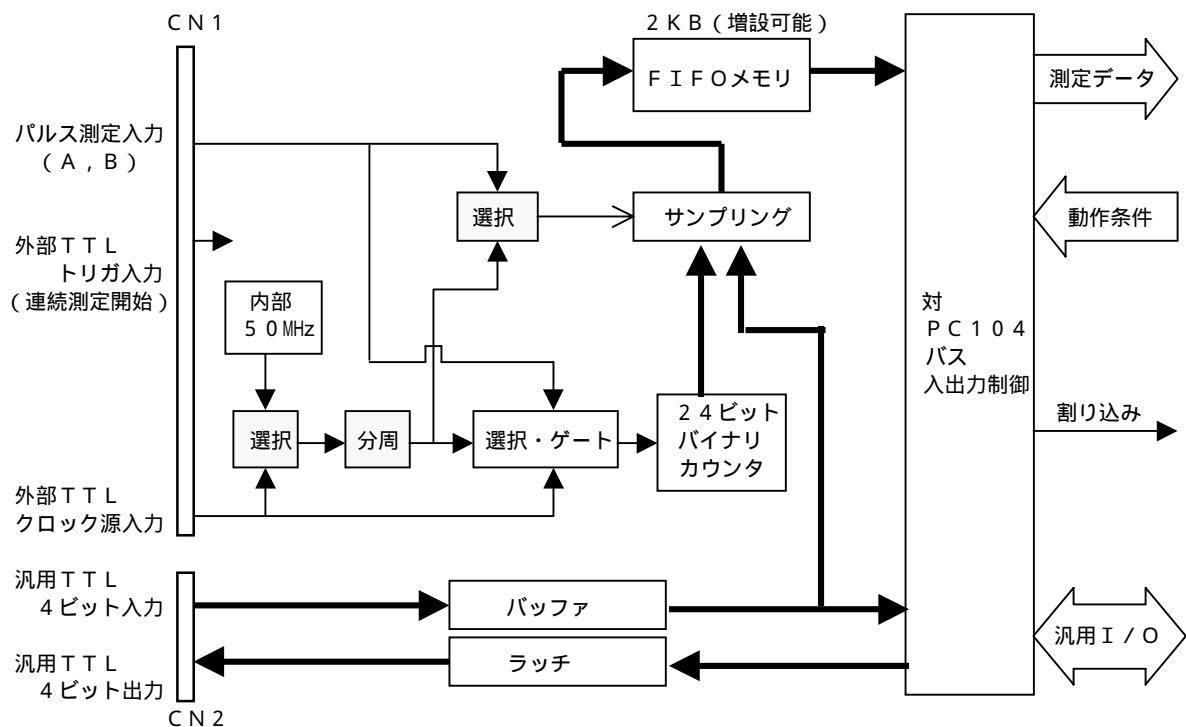 CN1
2KB(増設可能)
FIFOメモリ
測定データ
パルス測定入力
(A,B)
選択
サンプリング
動作条件
外部TTL
トリガ入力
(連続測定開始)
内部
50MHz
対
PC104
バス
入出力制御
選択
分周
選択・ゲート
24ビット
バイナリ
カウンタ
割り込み
外部TTL
クロック源入力
汎用TTL
4ビット入力
バッファ
汎用I/O
汎用TTL
4ビット出力
ラッチ
CN2